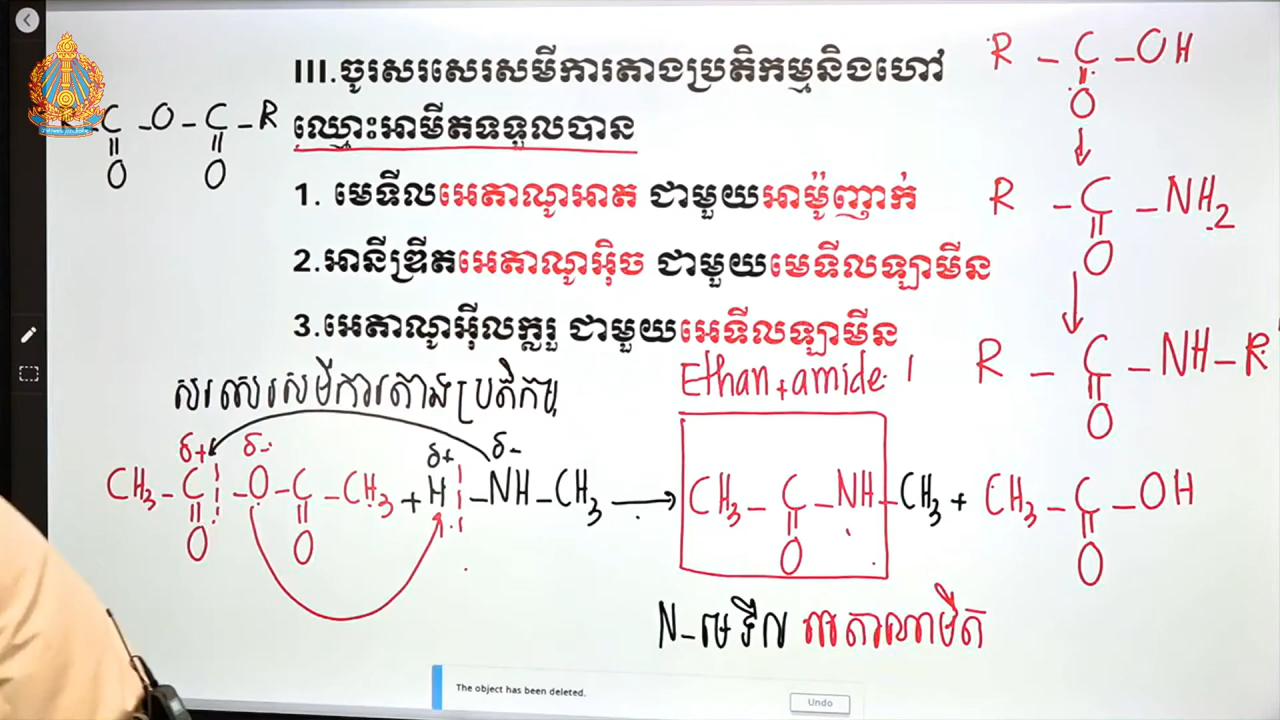 III.ចូរសរសេរសមីការតាងប្រតិកម្មនិងហៅ
ឈ្មោះអាមីតទទួលបាន
1. មេទីលអេតាណូអាត ជាមួយអាម៉ូញាក់
2.អានីឌ្រីតអេតាណូអ៊ិច ជាមួយមេទីលឡាមីន
3.អេតាណូអ៊ីលក្លរួ ជាមួយអេទីលឡាមីន
C - O - C - R
O O
R - C - OH
O
R - C - NH2
O
R - C - NH - R'
O
សរសេរសមីការតាងប្រតិកម្ម
Ethan + amide
δ+ δ- δ+ δ-
CH3 - C - O - C - CH3 + H - NH - CH3 → CH3 - C - NH - CH3 + CH3 - C - OH
O O O O
N-មេទីល អេតាណាមីត
The object has been deleted.
Undo